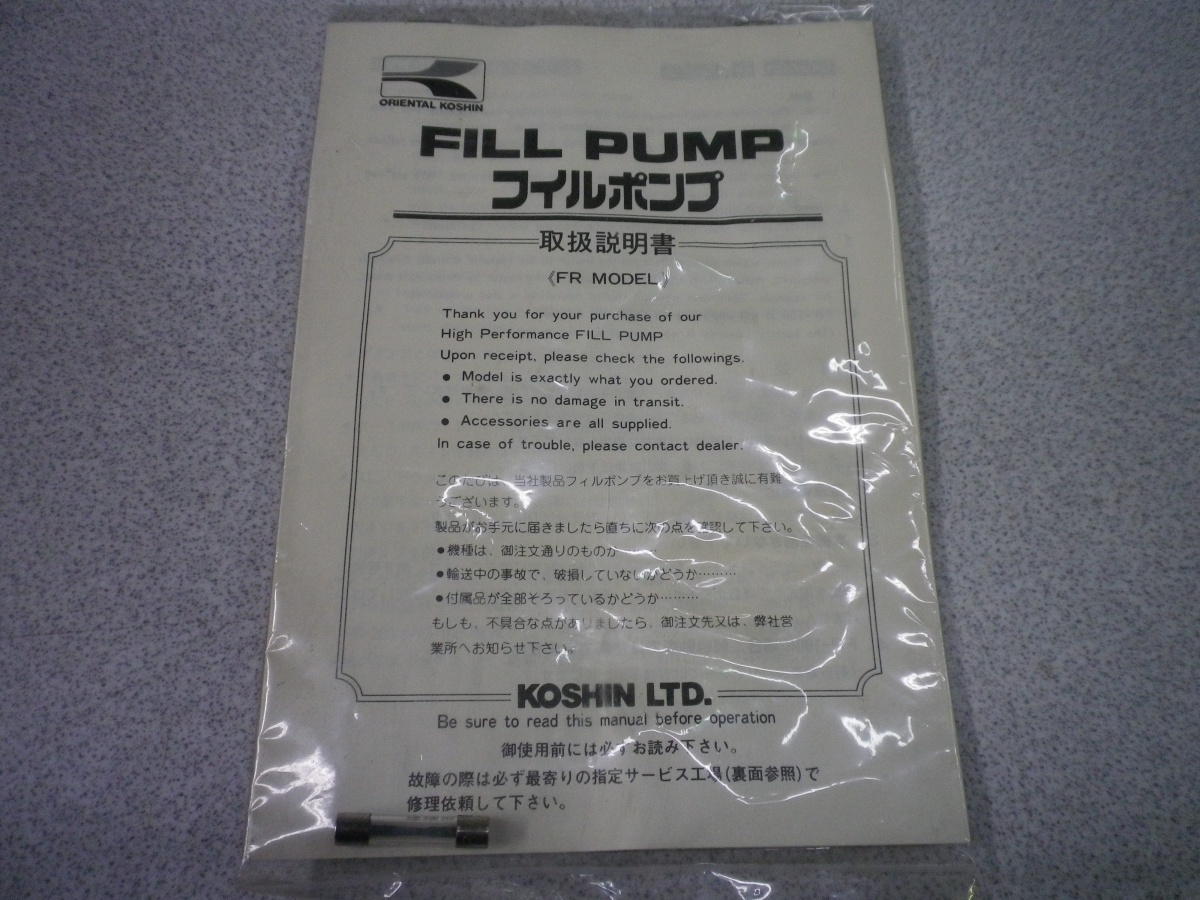 ORIENTAL KOSHIN
FILL PUMP
フイルポンプ
取扱説明書
《FR MODEL》
Thank you for your purchase of our
High Performance FILL PUMP
Upon receipt, please check the followings.
● Model is exactly what you ordered.
● There is no damage in transit.
● Accessories are all supplied.
In case of trouble, please contact dealer.
このたびは、当社製品フィルポンプをお買上げ頂き誠に有難
うございます。
製品がお手元に届きましたら直ちに次の点を確認して下さい。
●機種は、御注文通りのものか
●輸送中の事故で、破損していないかどうか………
●付属品が全部そろっているかどうか………
もしも、不具合な点がありましたら、御注文先又は、弊社営
業所へお知らせ下さい。
KOSHIN LTD.
Be sure to read this manual before operation
御使用前には必ずお読み下さい。
故障の際は必ず最寄りの指定サービス工場(裏面参照)で
修理依頼して下さい。